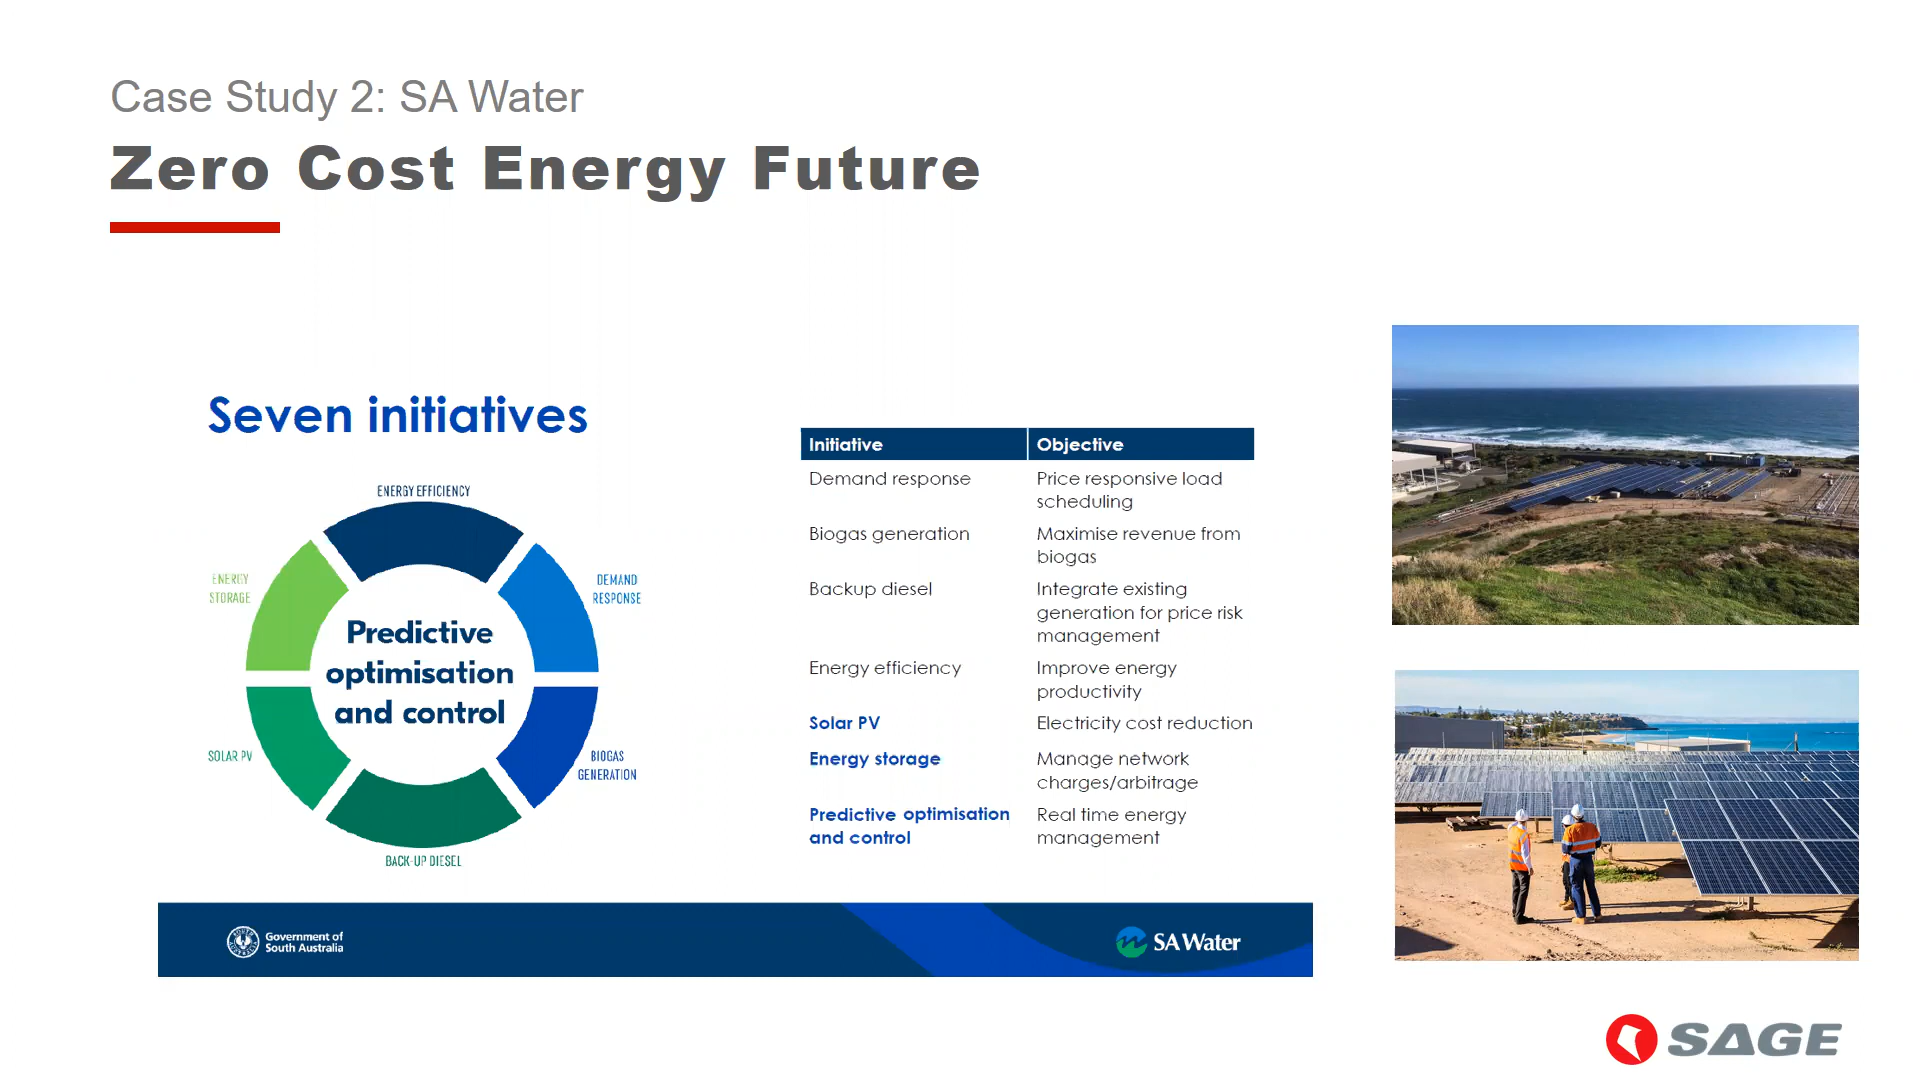 Case Study 2: SA Water
Zero Cost Energy Future
Seven initiatives
ENERGY EFFICIENCY
ENERGY
STORAGE
DEMAND
RESPONSE
Predictive
optimisation
and control
SOLAR PV
BIOGAS
GENERATION
BACK-UP DIESEL
Initiative Objective
Demand response Price responsive load
scheduling
Biogas generation Maximise revenue from
biogas
Backup diesel Integrate existing
generation for price risk
management
Energy efficiency Improve energy
productivity
Solar PV Electricity cost reduction
Energy storage Manage network
charges/arbitrage
Predictive optimisation Real time energy
and control management
Government of
South Australia
SA Water
SAGE